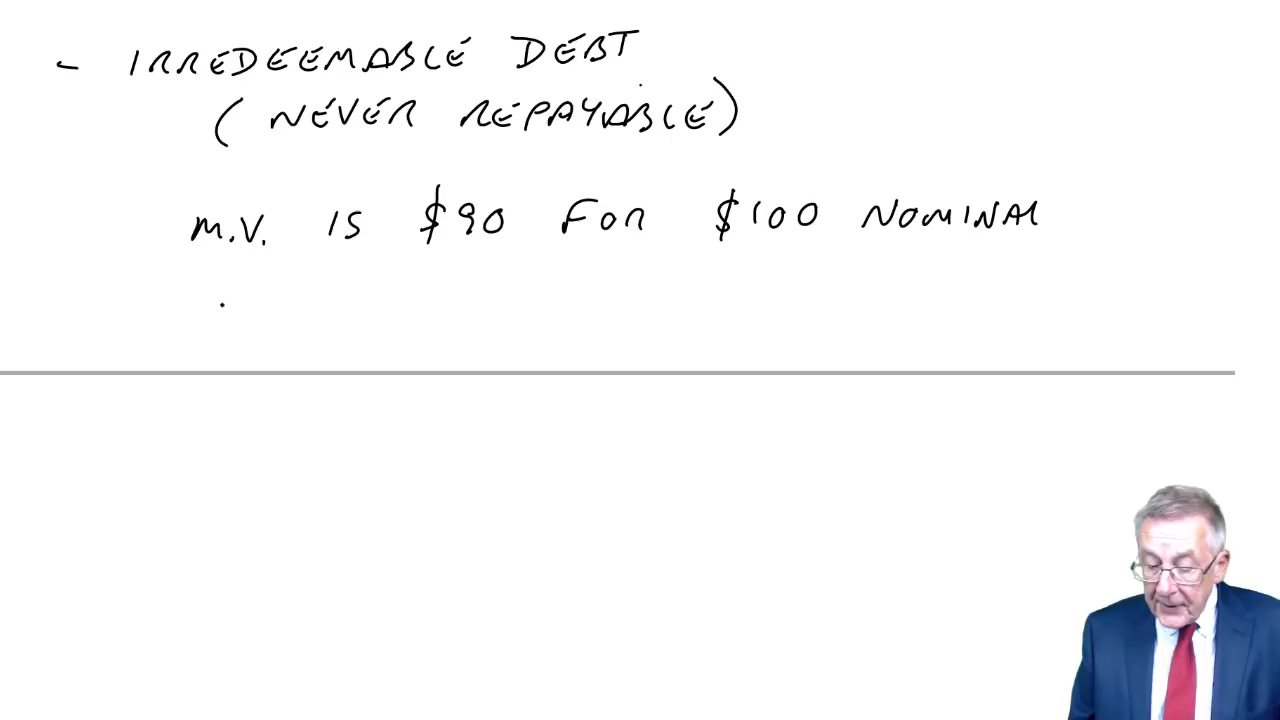 - IRREDEEMABLE DEBT
(NEVER REPAYABLE)
M.V. IS $90 FOR $100 NOMINAL